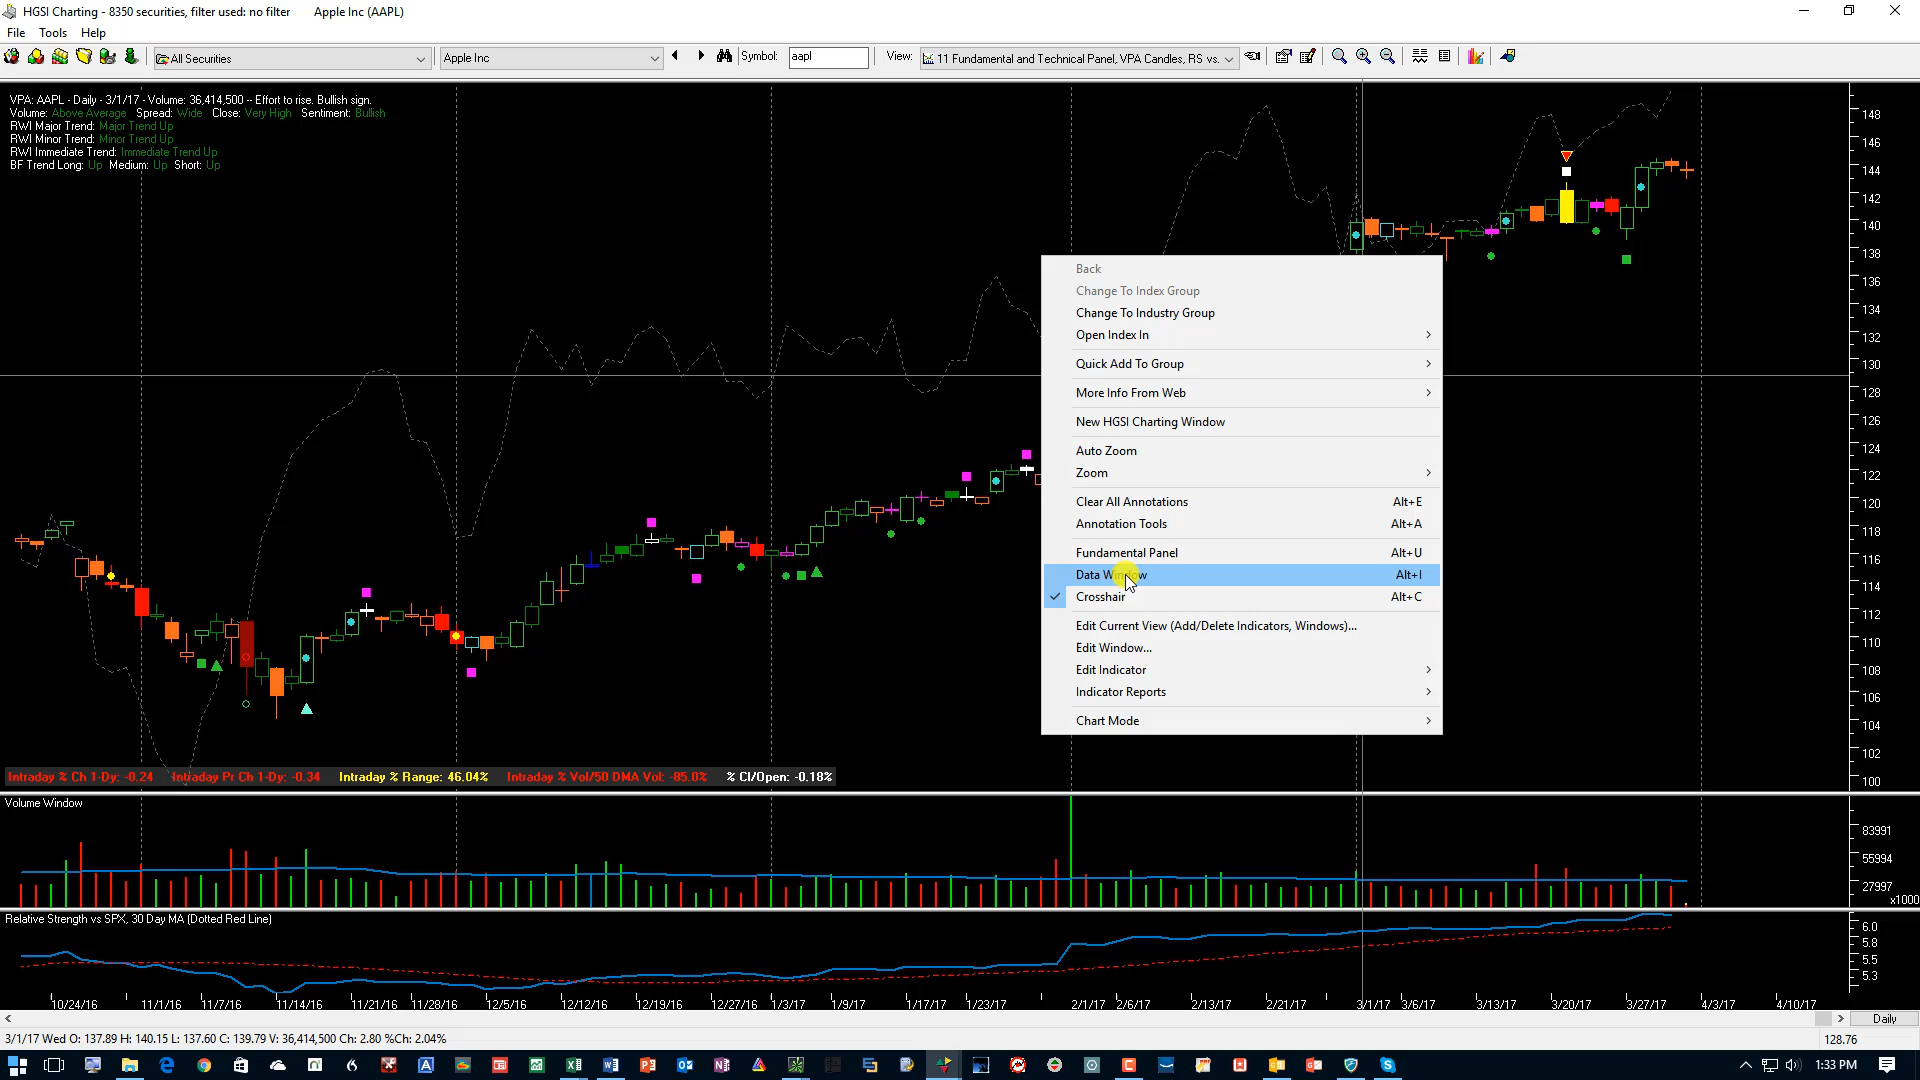 HGSI Charting - 8350 securities, filter used: no filter Apple Inc (AAPL)
File Tools Help
All Securities Apple Inc Symbol: aapl View: 11 Fundamental and Technical Panel, VPA Candles, RS vs.
VPA: AAPL - Daily - 3/1/17 - Volume: 36,414,500 -- Effort to rise. Bullish sign.
Volume: Above Average Spread: Wide Close: Very High Sentiment: Bullish
RWI Major Trend: Major Trend Up
RWI Minor Trend: Minor Trend Up
RWI Immediate Trend: Immediate Trend Up
BF Trend Long: Up Medium: Up Short: Up
148
146
144
142
140
138
136
134
132
130
128
126
124
122
120
118
116
114
112
110
108
106
104
102
100
Back
Change To Index Group
Change To Industry Group
Open Index In
Quick Add To Group
More Info From Web
New HGSI Charting Window
Auto Zoom
Zoom
Clear All Annotations Alt+E
Annotation Tools Alt+A
Fundamental Panel Alt+U
Data Window Alt+I
Crosshair Alt+C
Edit Current View (Add/Delete Indicators, Windows)...
Edit Window...
Edit Indicator
Indicator Reports
Chart Mode
Intraday % Ch 1-Dy: -0.24 Intraday Pr Ch 1-Dy: -0.34 Intraday % Range: 46.04% Intraday % Vol/50 DMA Vol: -85.0% % Cl/Open: -0.18%
Volume Window
83991
55994
27997
x1000
Relative Strength vs SPX, 30 Day MA (Dotted Red Line)
6.0
5.8
5.5
5.3
10/24/16 11/1/16 11/7/16 11/14/16 11/21/16 11/28/16 12/5/16 12/12/16 12/19/16 12/27/16 1/3/17 1/9/17 1/17/17 1/23/17 2/1/17 2/6/17 2/13/17 2/21/17 3/1/17 3/6/17 3/13/17 3/20/17 3/27/17 4/3/17 4/10/17
Daily
3/1/17 Wed O: 137.89 H: 140.15 L: 137.60 C: 139.79 V: 36,414,500 Ch: 2.80 %Ch: 2.04%
128.76
1:33 PM